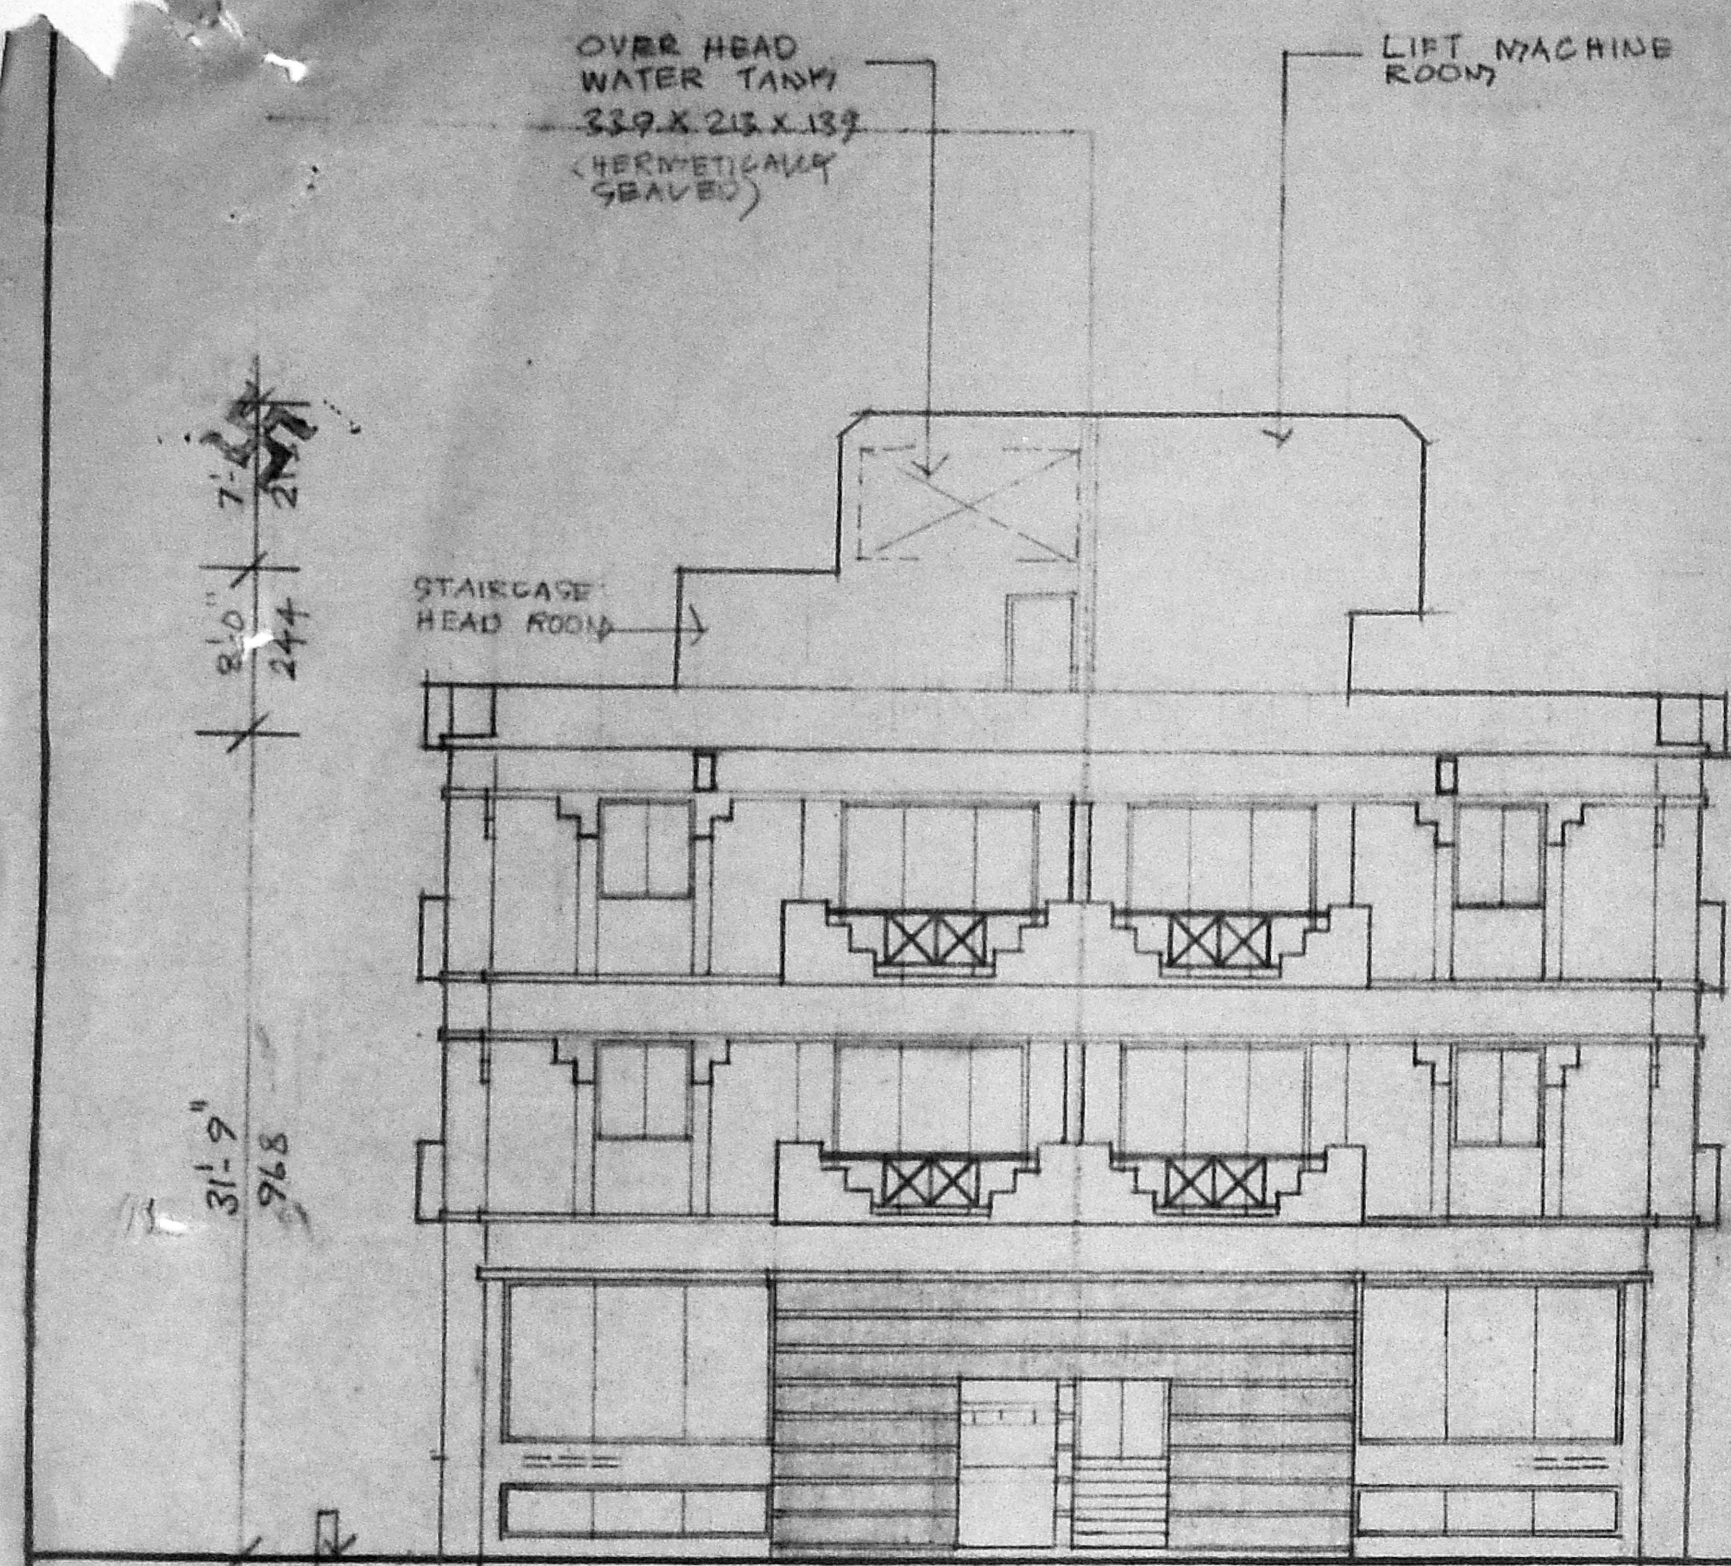 OVER HEAD
WATER TANK
339 X 213 X 139
(HERMETICALLY
SEALED)
LIFT MACHINE
ROOM
7'-
8'-0"
244
STAIRCASE
HEAD ROOM
31'-9"
968